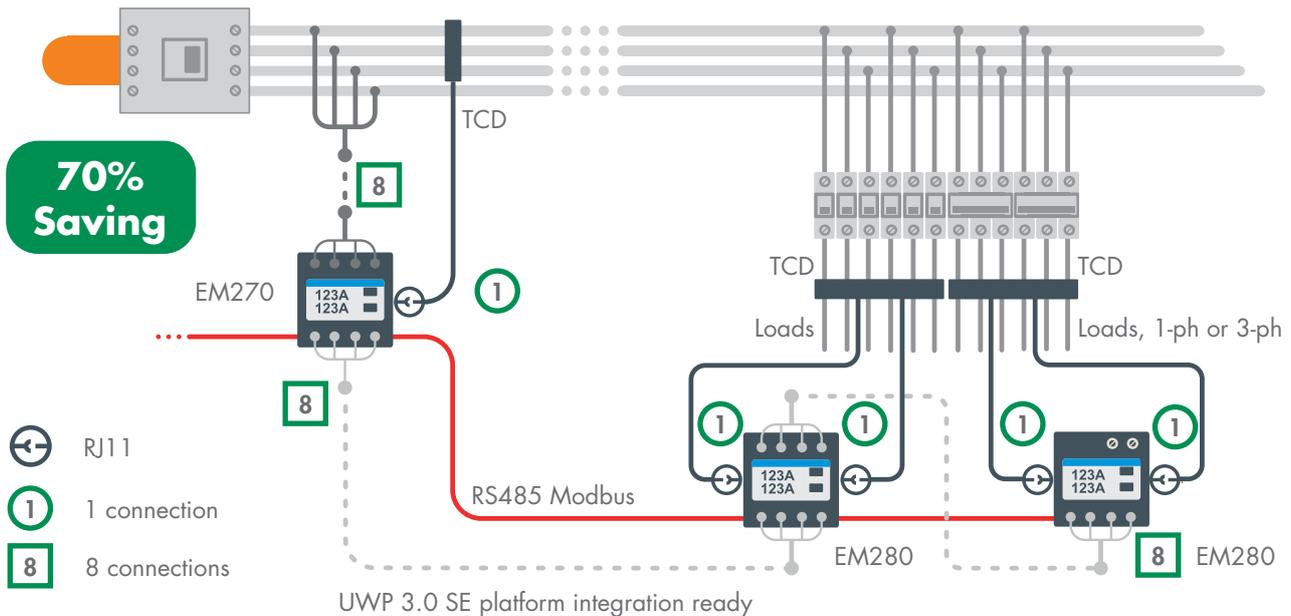 TCD
70%
Saving
8
EM270
123A
123A
1
TCD
TCD
Loads
Loads, 1-ph or 3-ph
8
1
1
1
1
RJ11
1
1 connection
8
8 connections
RS485 Modbus
123A
123A
123A
123A
EM280
8
EM280
UWP 3.0 SE platform integration ready